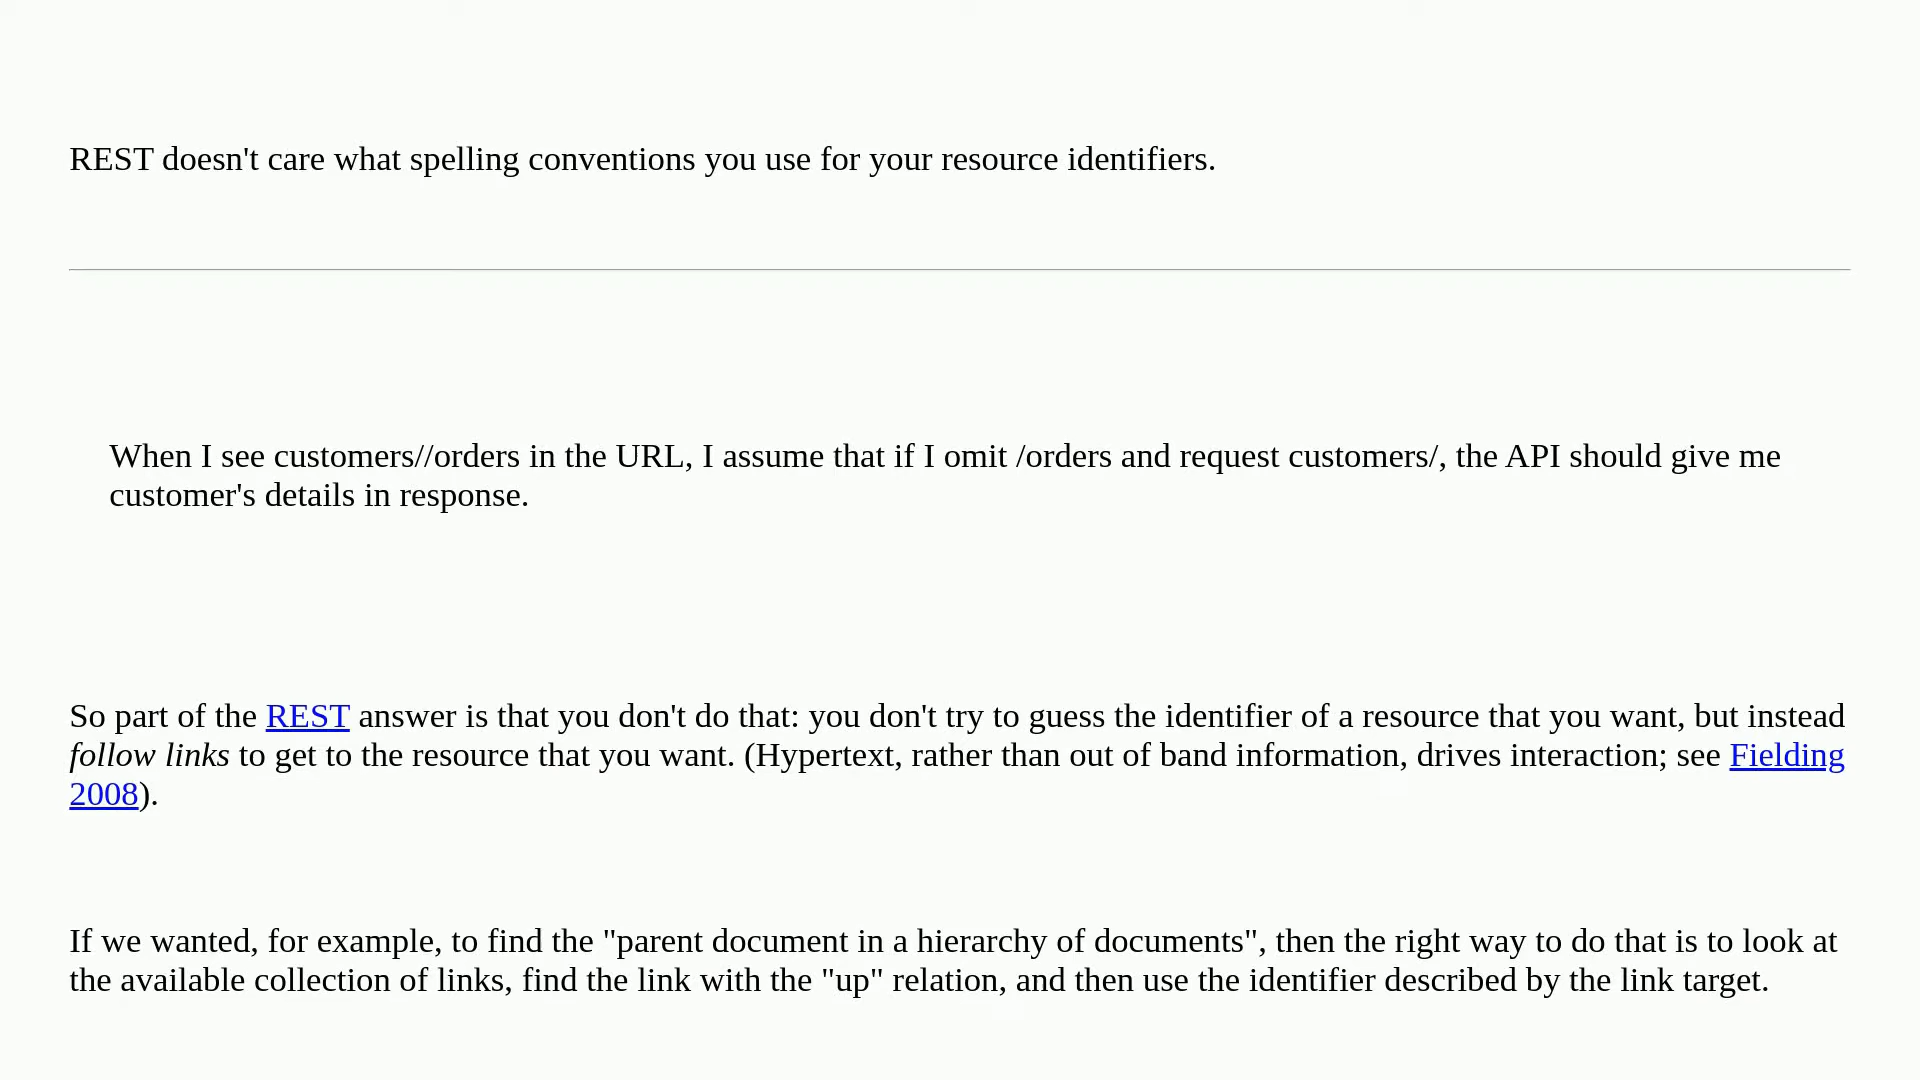 REST doesn't care what spelling conventions you use for your resource identifiers.
When I see customers//orders in the URL, I assume that if I omit /orders and request customers/, the API should give me
customer's details in response.
So part of the REST answer is that you don't do that: you don't try to guess the identifier of a resource that you want, but instead
follow links to get to the resource that you want. (Hypertext, rather than out of band information, drives interaction; see Fielding
2008).
If we wanted, for example, to find the "parent document in a hierarchy of documents", then the right way to do that is to look at
the available collection of links, find the link with the "up" relation, and then use the identifier described by the link target.